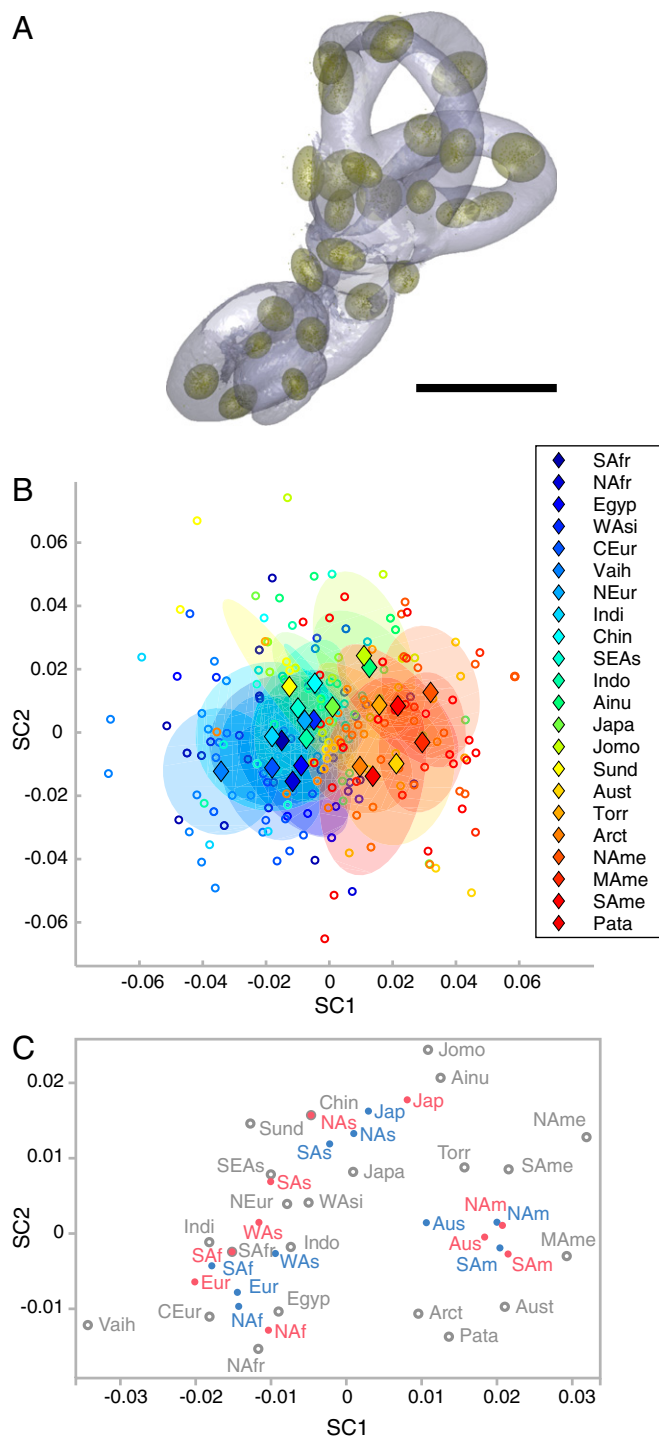 A
B
SAfr
NAfr
Egyp
WAsi
CEur
Vaih
NEur
Indi
Chin
SEAs
Indo
Ainu
Japa
Jomo
Sund
Aust
Torr
Arct
NAme
MAme
SAme
Pata
0.06
0.04
0.02
0
-0.02
-0.04
-0.06
SC2
-0.06 -0.04 -0.02 0 0.02 0.04 0.06
SC1
C
Jomo
Ainu
0.02
Chin Jap Jap
NAme
Sund NAs NAs
SAs
0.01
SEAs SAs Japa Torr SAme
NEur WAsi
NAm NAm
WAs Aus
Indi Indo Aus MAme
SAf SAfr WAs SAm SAm
SAf
Eur Eur
-0.01
CEur Egyp Arct Aust
Vaih NAf NAf Pata
NAfr
SC2
0
-0.03 -0.02 -0.01 0 0.01 0.02 0.03
SC1